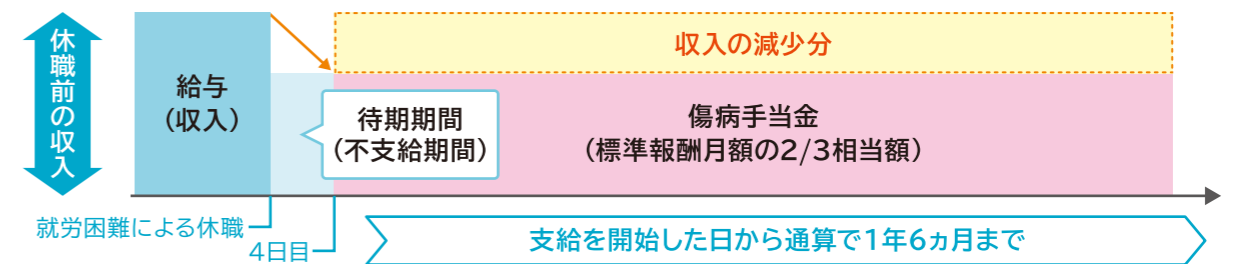 休職前の収入
給与
（収入）
待期期間
（不支給期間）
収入の減少分
傷病手当金
（標準報酬月額の2/3相当額）
就労困難による休職
4日目
支給を開始した日から通算で1年6ヵ月まで